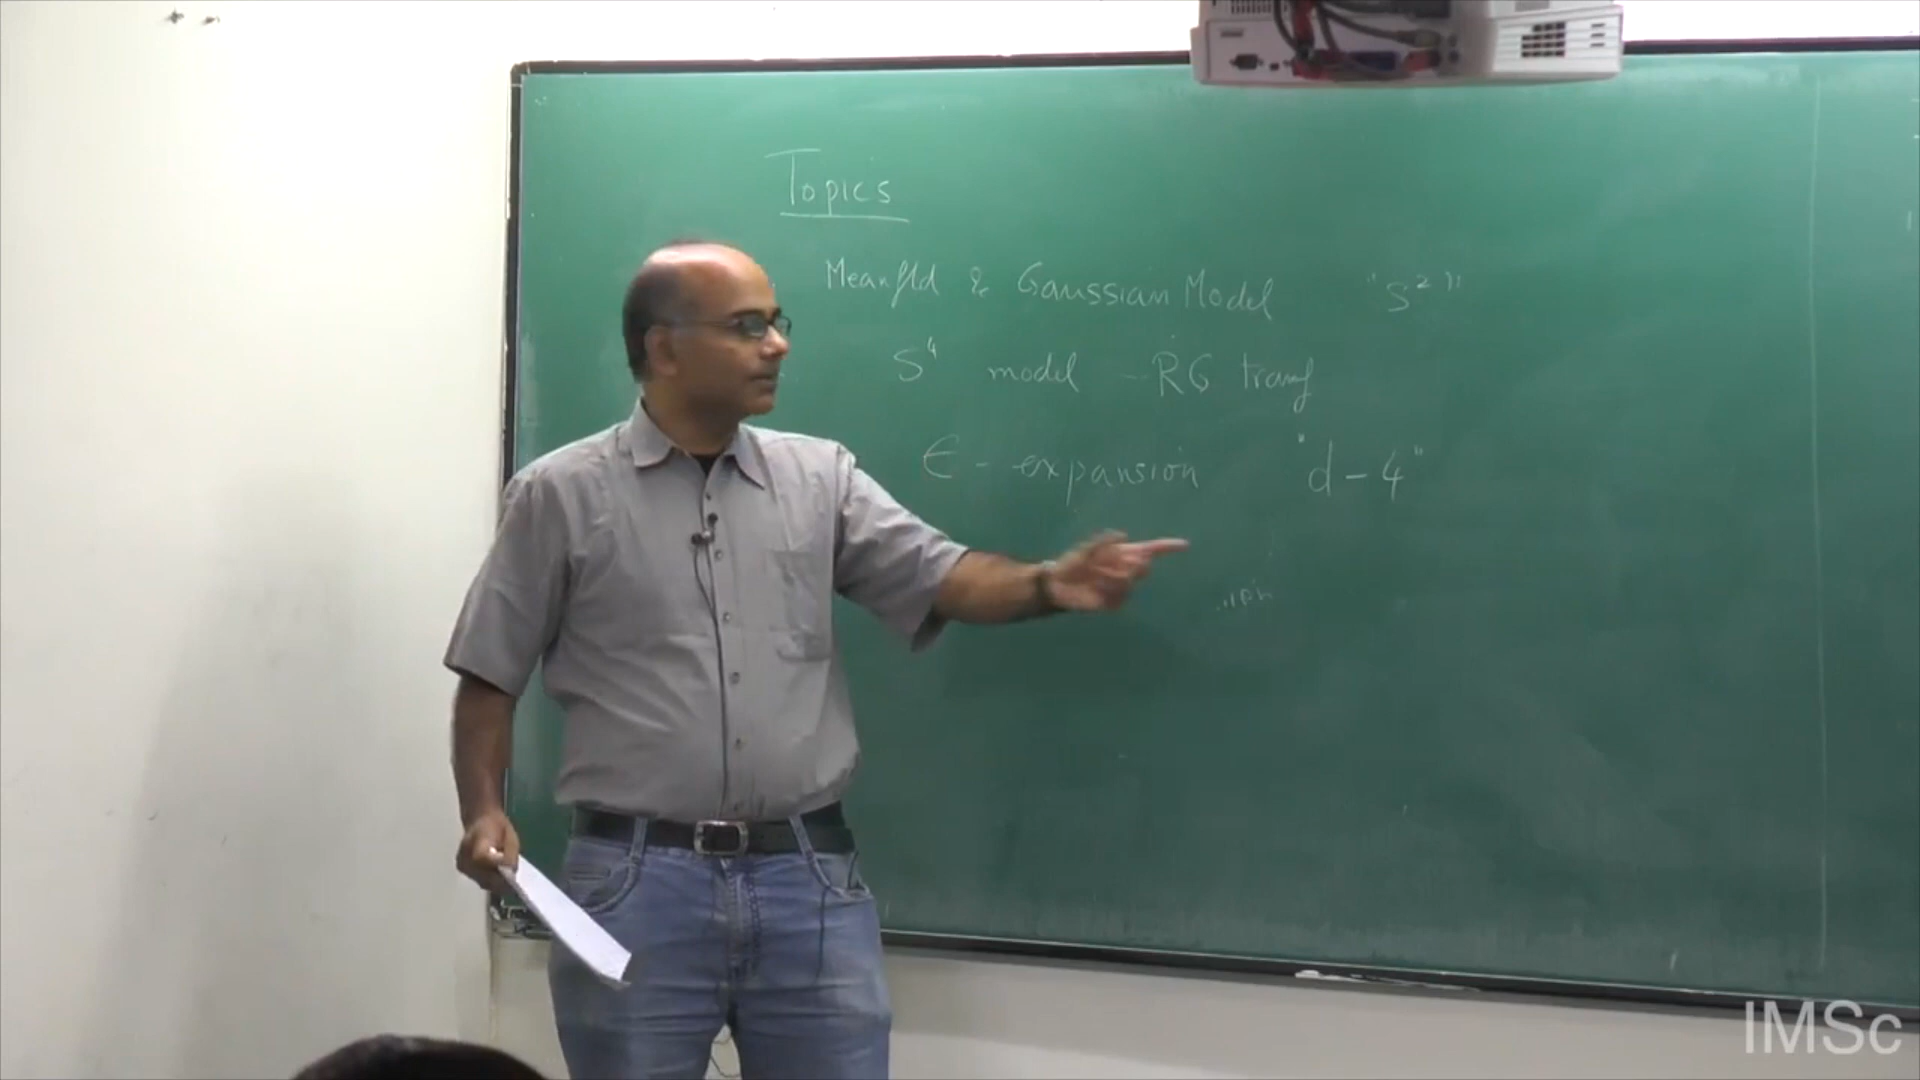 Topics
Meanfld & Gaussian Model "S²"
S⁴ model - RG transf
ϵ - expansion "d-4"
IMSc